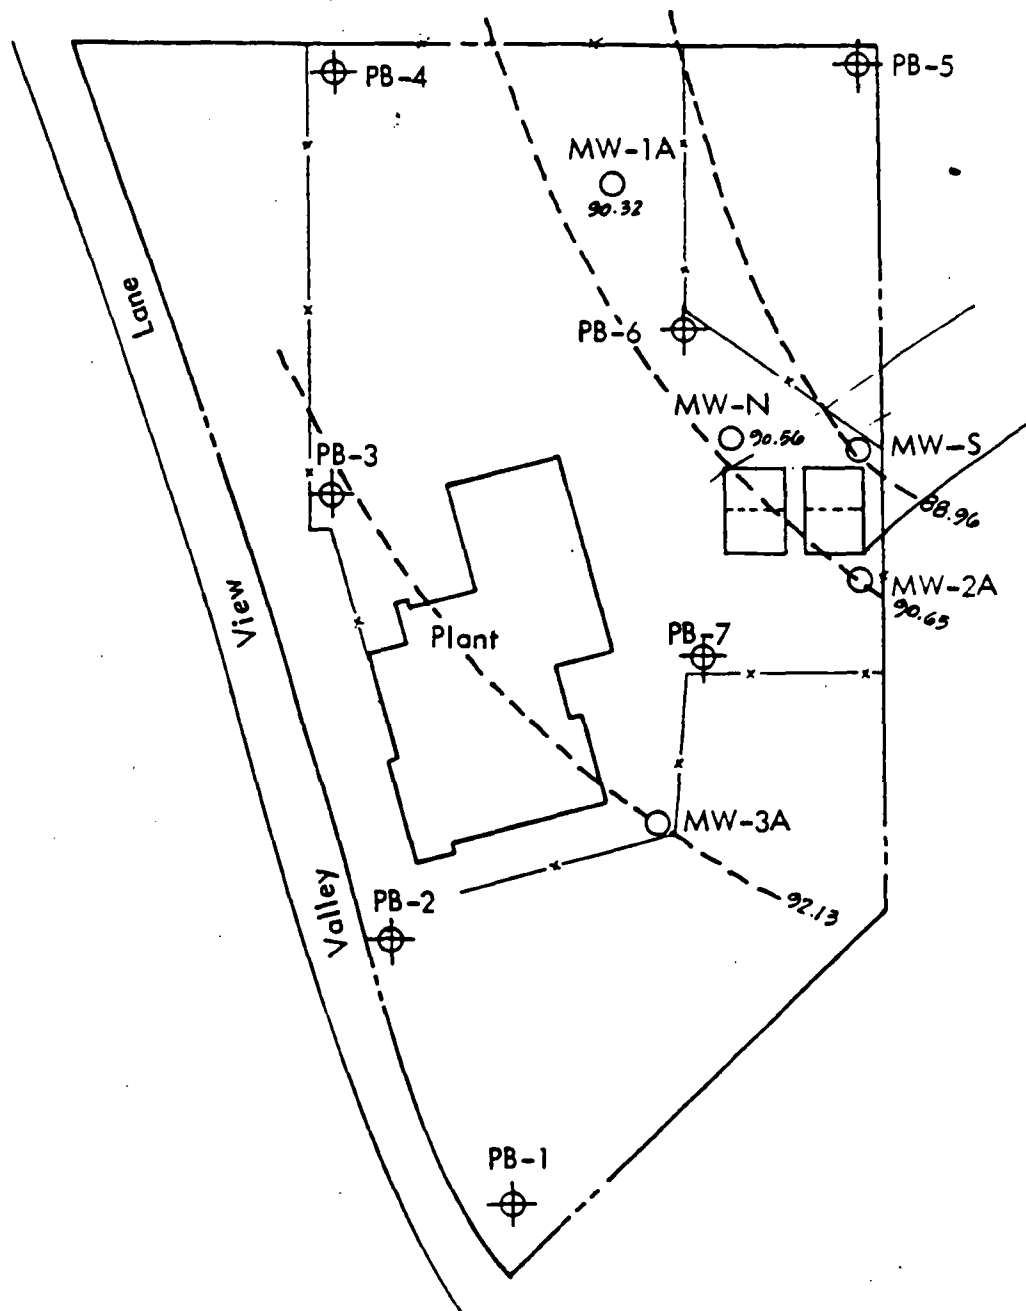 PB-4
PB-5
MW-1A
90.32
Lane
PB-6
MW-N
90.56
MW-S
88.96
PB-3
View
MW-2A
90.65
Plant
PB-7
MW-3A
Valley
PB-2
92.13
PB-1